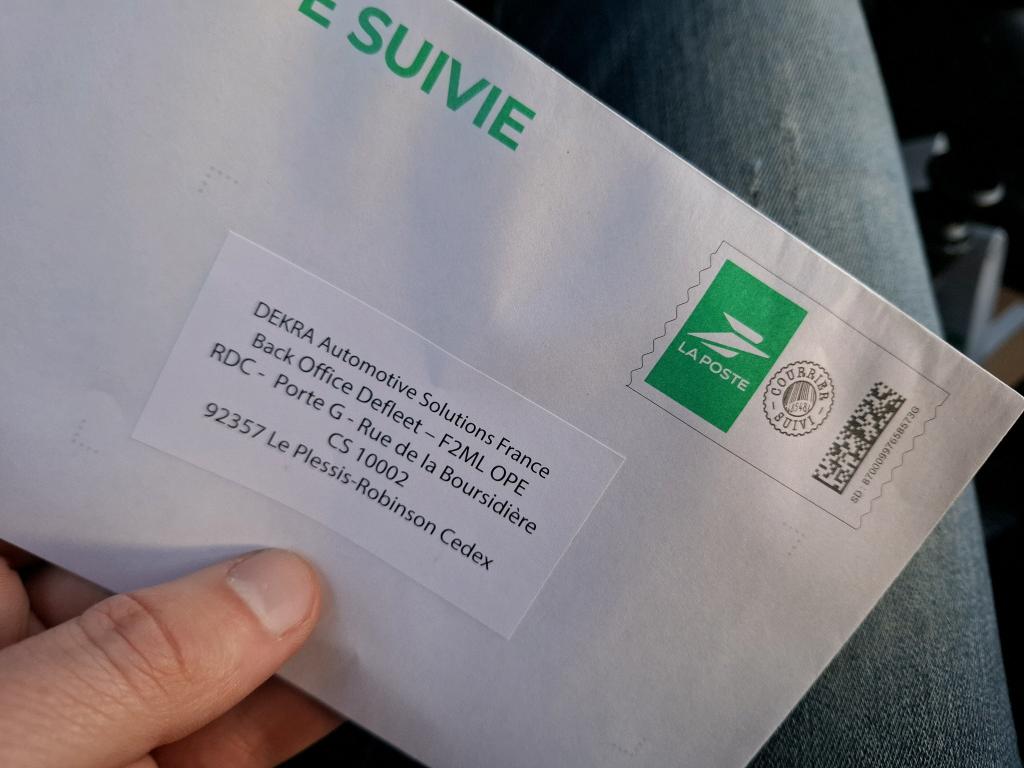 E SUIVIE
DEKRA Automotive Solutions France
Back Office Defleet – F2ML OPE
RDC - Porte G - Rue de la Boursidière
CS 10002
92357 Le Plessis-Robinson Cedex
LA POSTE
COURRIER
SUIVI